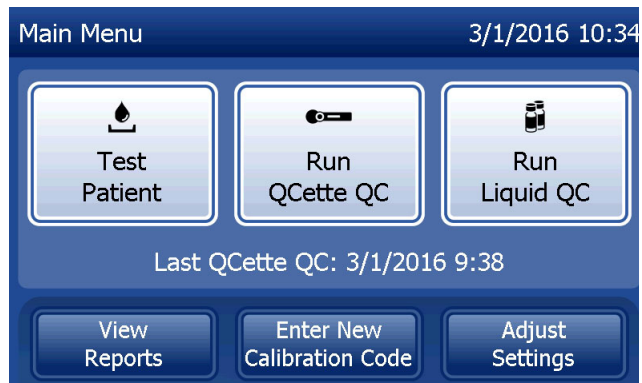 Main Menu 3/1/2016 10:34
Test Run Run
Patient QCette QC Liquid QC
Last QCette QC: 3/1/2016 9:38
View Enter New Adjust
Reports Calibration Code Settings